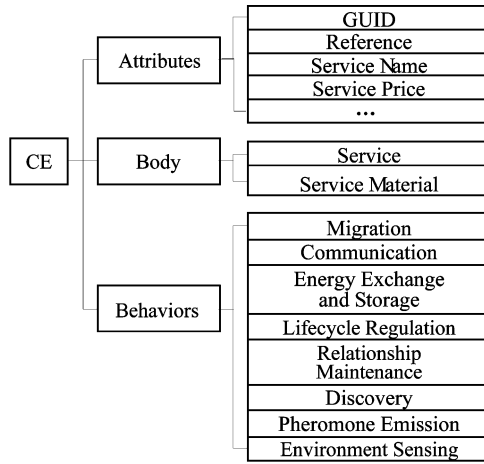 GUID
Reference
Attributes
Service Name
Service Price
...
CE
Body
Service
Service Material
Migration
Communication
Energy Exchange
and Storage
Behaviors
Lifecycle Regulation
Relationship
Maintenance
Discovery
Pheromone Emission
Environment Sensing